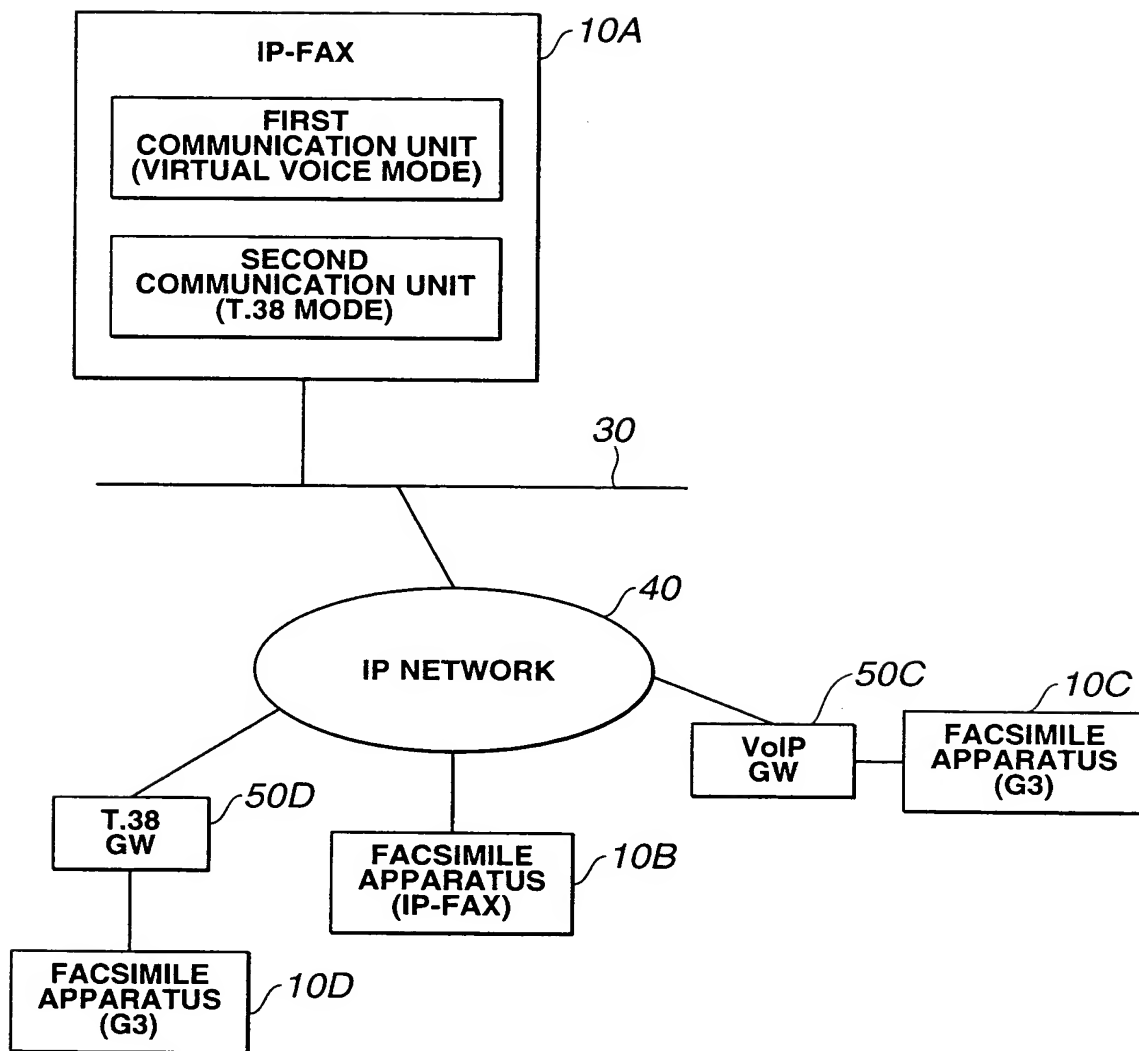 10A
IP-FAX
FIRST
COMMUNICATION UNIT
(VIRTUAL VOICE MODE)
SECOND
COMMUNICATION UNIT
(T.38 MODE)
30
40
IP NETWORK
50C
10C
VoIP
GW
FACSIMILE
APPARATUS
(G3)
50D
T.38
GW
10B
FACSIMILE
APPARATUS
(IP-FAX)
10D
FACSIMILE
APPARATUS
(G3)